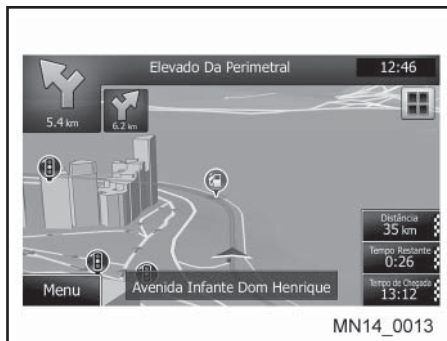 Elevado Da Perimetral
12:46
5.4 km
6.2 km
Distância
35 km
Tempo Restante
0:26
Tempo de Chegada
13:12
Menu
Avenida Infante Dom Henrique
MN14_0013